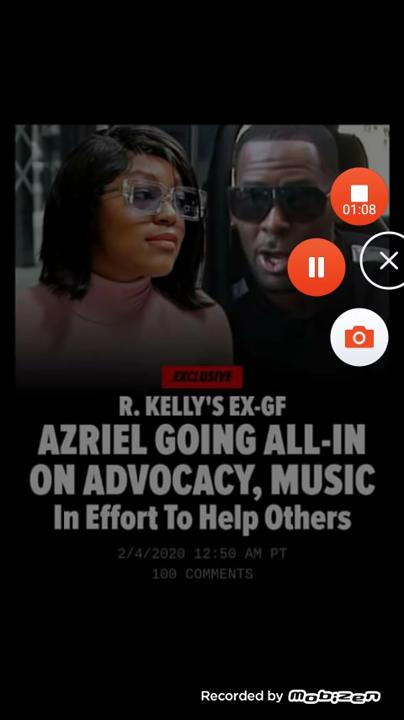 01:08
EXCLUSIVE
R. KELLY'S EX-GF
AZRIEL GOING ALL-IN
ON ADVOCACY, MUSIC
In Effort To Help Others
2/4/2020 12:50 AM PT
100 COMMENTS
Recorded by Mobizen